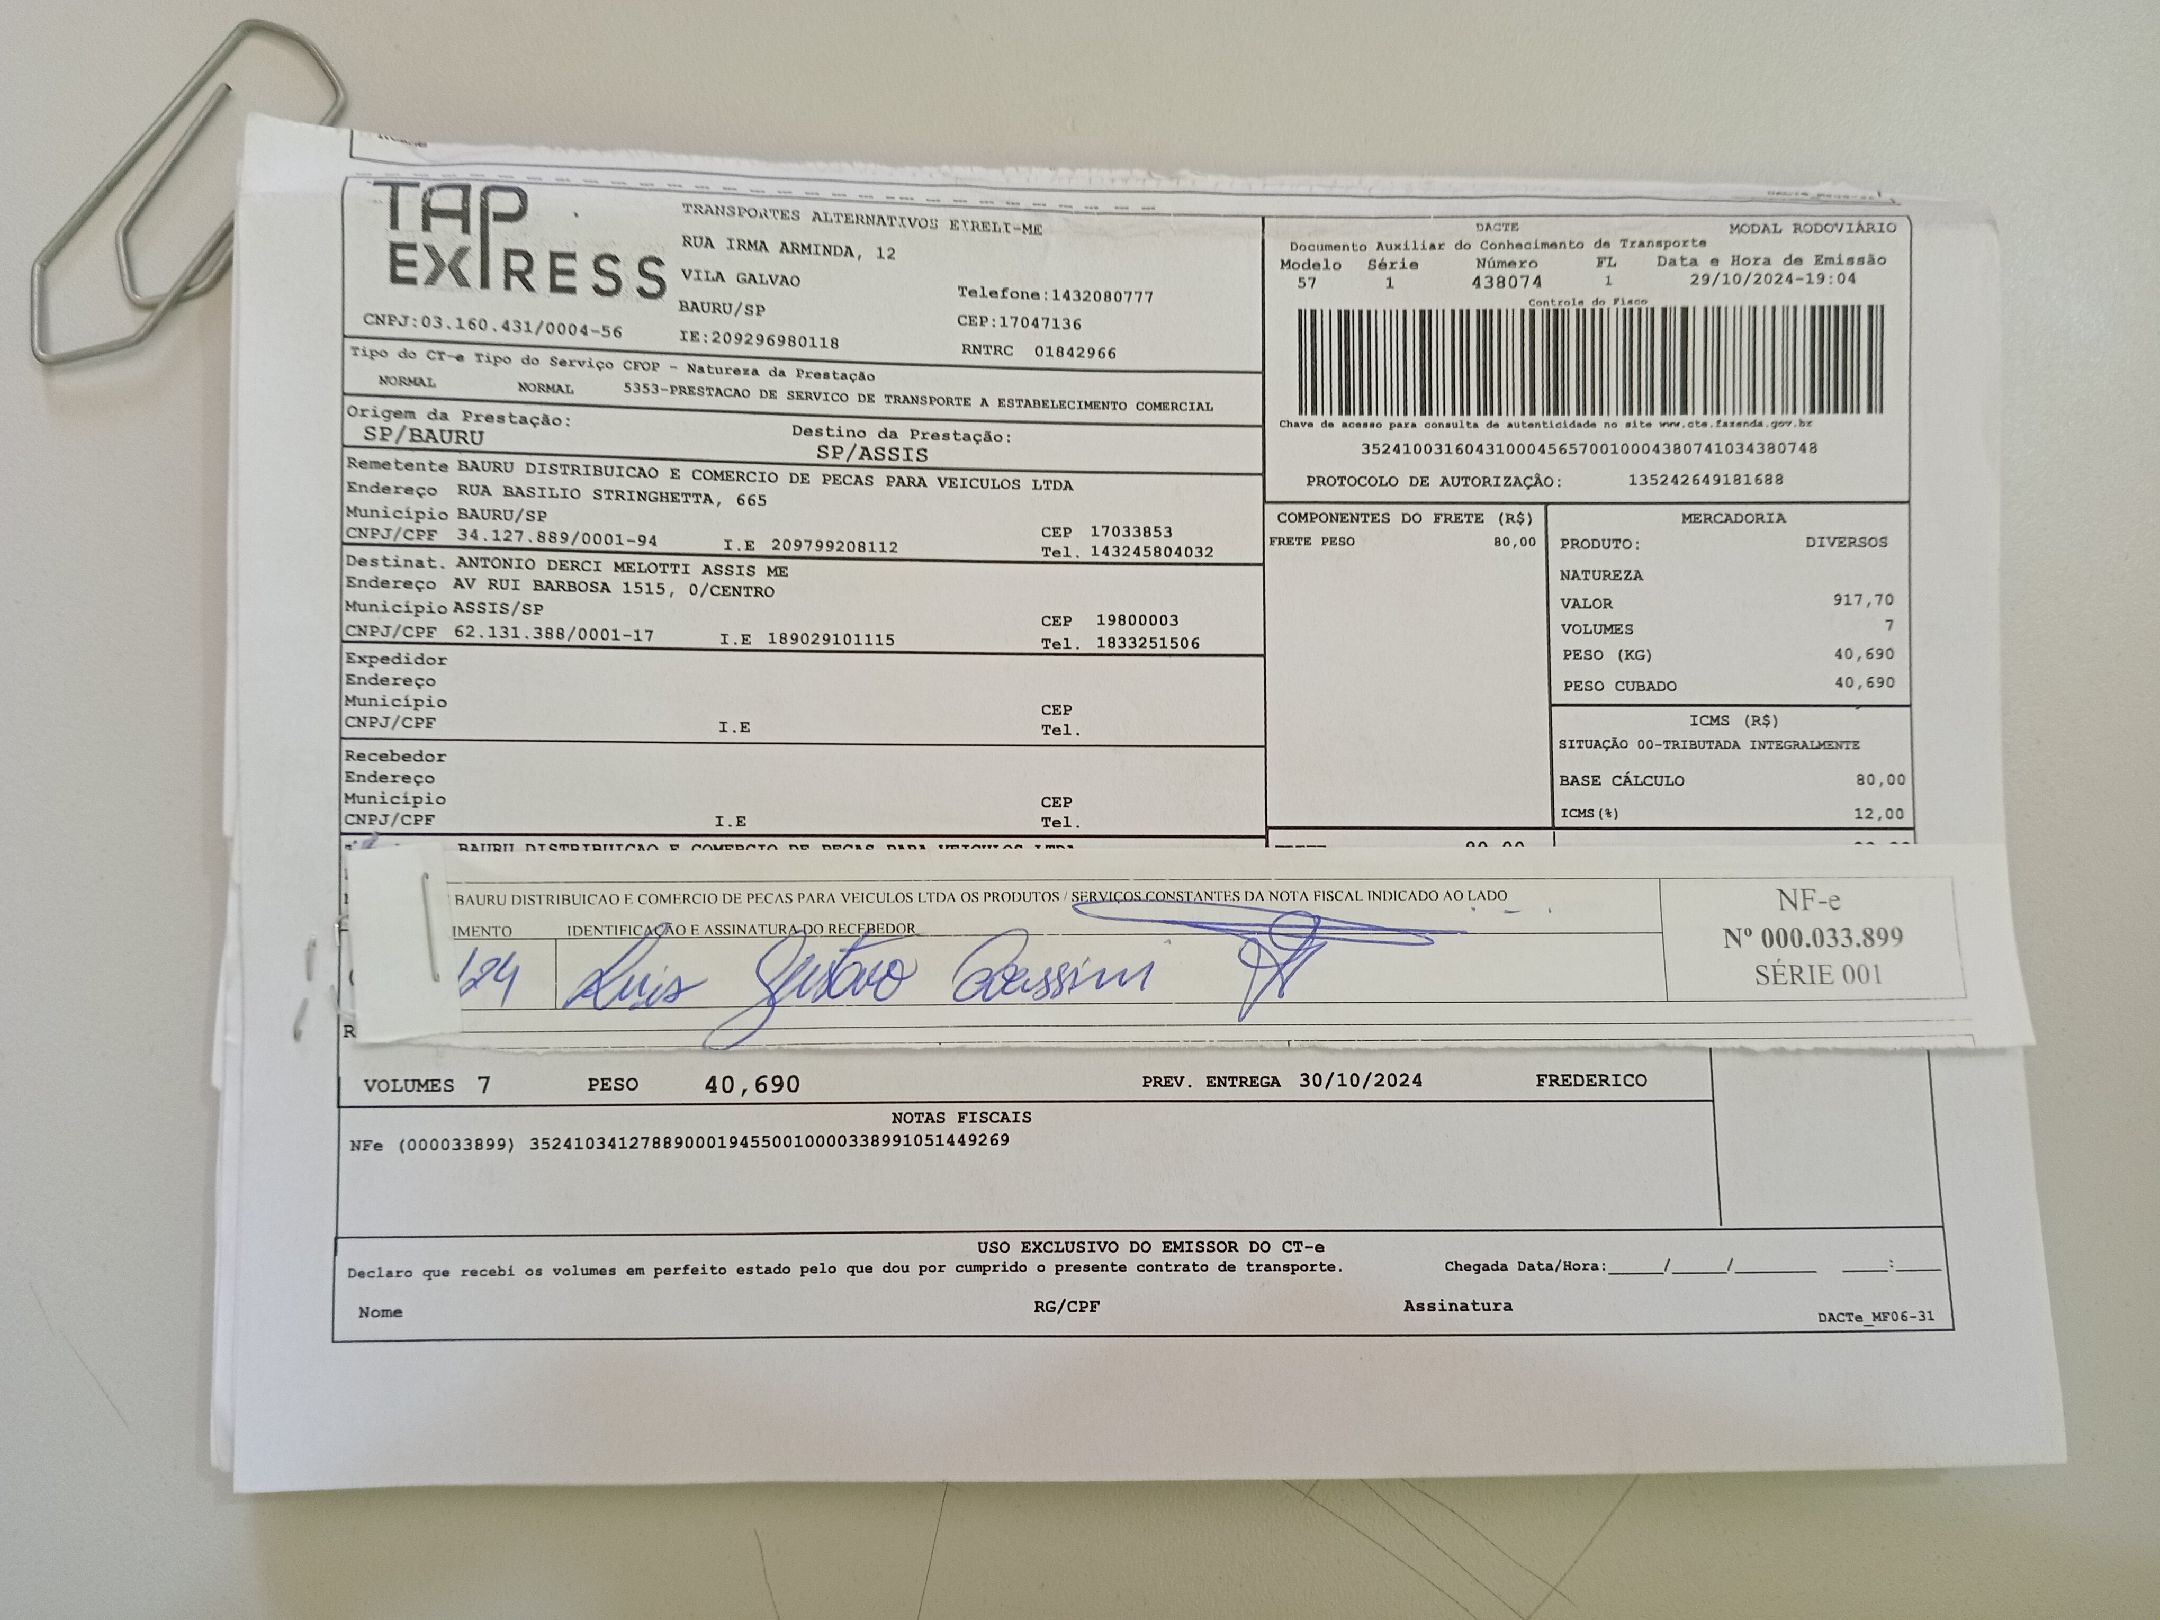 TAP EXPRESS
TRANSPORTES ALTERNATIVOS EIRELI-ME
RUA IRMA ARMINDA, 12
VILA GALVAO
BAURU/SP
Telefone:1432080777
CEP:17047136
CNPJ:03.160.431/0004-56
IE:209296980118
RNTRC 01842966
DACTE MODAL RODOVIÁRIO
Documento Auxiliar do Conhecimento de Transporte
Modelo Série Número FL Data e Hora de Emissão
57 1 438074 1 29/10/2024-19:04
Controle do Fisco
Chave de acesso para consulta de autenticidade no site www.cte.fazenda.gov.br
35241003160431000456570010004380741034380748
PROTOCOLO DE AUTORIZAÇÃO: 135242649181688
Tipo do CT-e Tipo do Serviço CFOP - Natureza da Prestação
NORMAL NORMAL 5353-PRESTACAO DE SERVICO DE TRANSPORTE A ESTABELECIMENTO COMERCIAL
Origem da Prestação: Destino da Prestação:
SP/BAURU SP/ASSIS
Remetente BAURU DISTRIBUICAO E COMERCIO DE PECAS PARA VEICULOS LTDA
Endereço RUA BASILIO STRINGHETTA, 665
Município BAURU/SP CEP 17033853
CNPJ/CPF 34.127.889/0001-94 I.E 209799208112 Tel. 143245804032
Destinat. ANTONIO DERCI MELOTTI ASSIS ME
Endereço AV RUI BARBOSA 1515, 0/CENTRO
Município ASSIS/SP CEP 19800003
CNPJ/CPF 62.131.388/0001-17 I.E 189029101115 Tel. 1833251506
Expedidor
Endereço
Município CEP
CNPJ/CPF I.E Tel.
Recebedor
Endereço
Município CEP
CNPJ/CPF I.E Tel.
COMPONENTES DO FRETE (R$)
FRETE PESO 80,00
MERCADORIA
PRODUTO: DIVERSOS
NATUREZA
VALOR 917,70
VOLUMES 7
PESO (KG) 40,690
PESO CUBADO 40,690
ICMS (R$)
SITUAÇÃO 00-TRIBUTADA INTEGRALMENTE
BASE CÁLCULO 80,00
ICMS(%) 12,00
BAURU DISTRIBUICAO E COMERCIO DE PECAS PARA VEICULOS LTDA
BAURU DISTRIBUICAO E COMERCIO DE PECAS PARA VEICULOS LTDA OS PRODUTOS / SERVIÇOS CONSTANTES DA NOTA FISCAL INDICADO AO LADO
IMENTO IDENTIFICAÇÃO E ASSINATURA DO RECEBEDOR
/24 Luis Gustavo
NF-e
Nº 000.033.899
SÉRIE 001
R
VOLUMES 7 PESO 40,690 PREV. ENTREGA 30/10/2024 FREDERICO
NOTAS FISCAIS
NFe (000033899) 35241034127889000194550010000338991051449269
USO EXCLUSIVO DO EMISSOR DO CT-e
Declaro que recebi os volumes em perfeito estado pelo que dou por cumprido o presente contrato de transporte. Chegada Data/Hora:____/____/______ ____:____
Nome RG/CPF Assinatura
DACTe_MF06-31